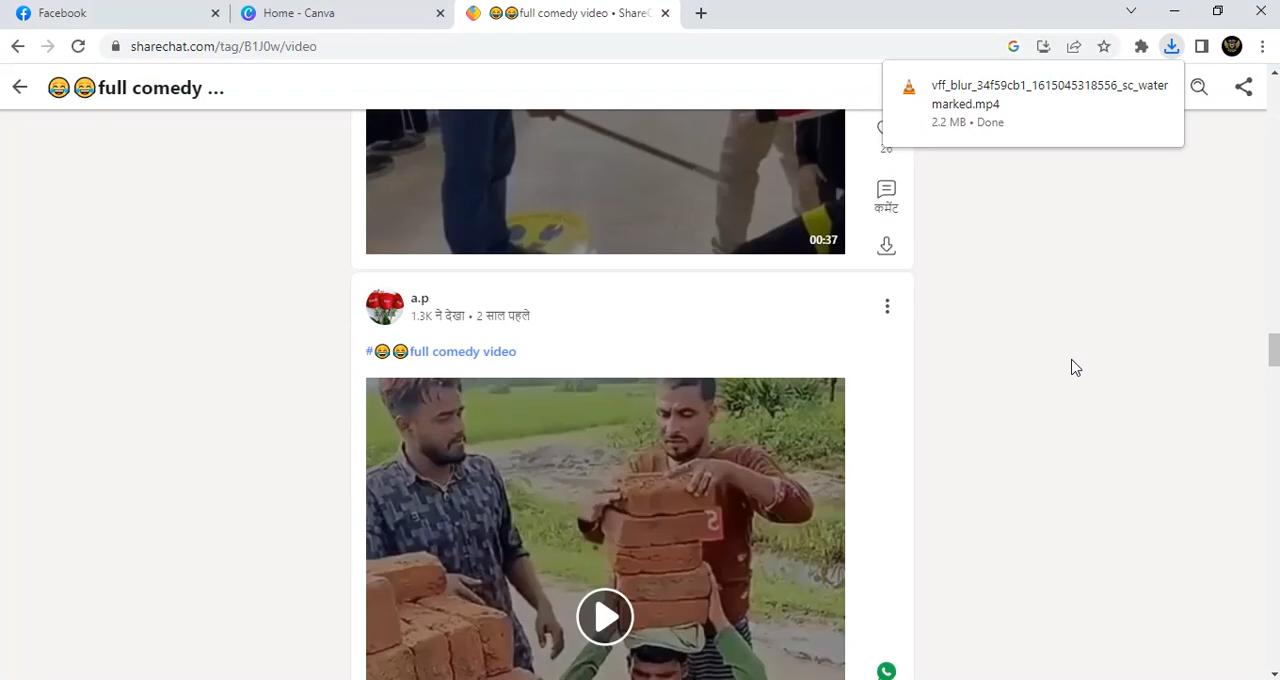 Facebook
Home - Canva
😂😂full comedy video • ShareC
sharechat.com/tag/B1J0w/video
😂😂full comedy ...
vff_blur_34f59cb1_1615045318556_sc_water
marked.mp4
2.2 MB • Done
26
कमेंट
00:37
a.p
1.3K ने देखा • 2 साल पहले
#😂😂full comedy video